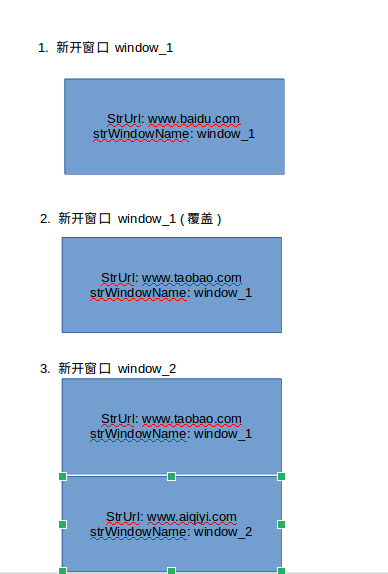 1. 新开窗口 window_1
StrUrl: www.baidu.com
strWindowName: window_1
2. 新开窗口 window_1 ( 覆盖 )
StrUrl: www.taobao.com
strWindowName: window_1
3. 新开窗口 window_2
StrUrl: www.taobao.com
strWindowName: window_1
StrUrl: www.aiqiyi.com
strWindowName: window_2